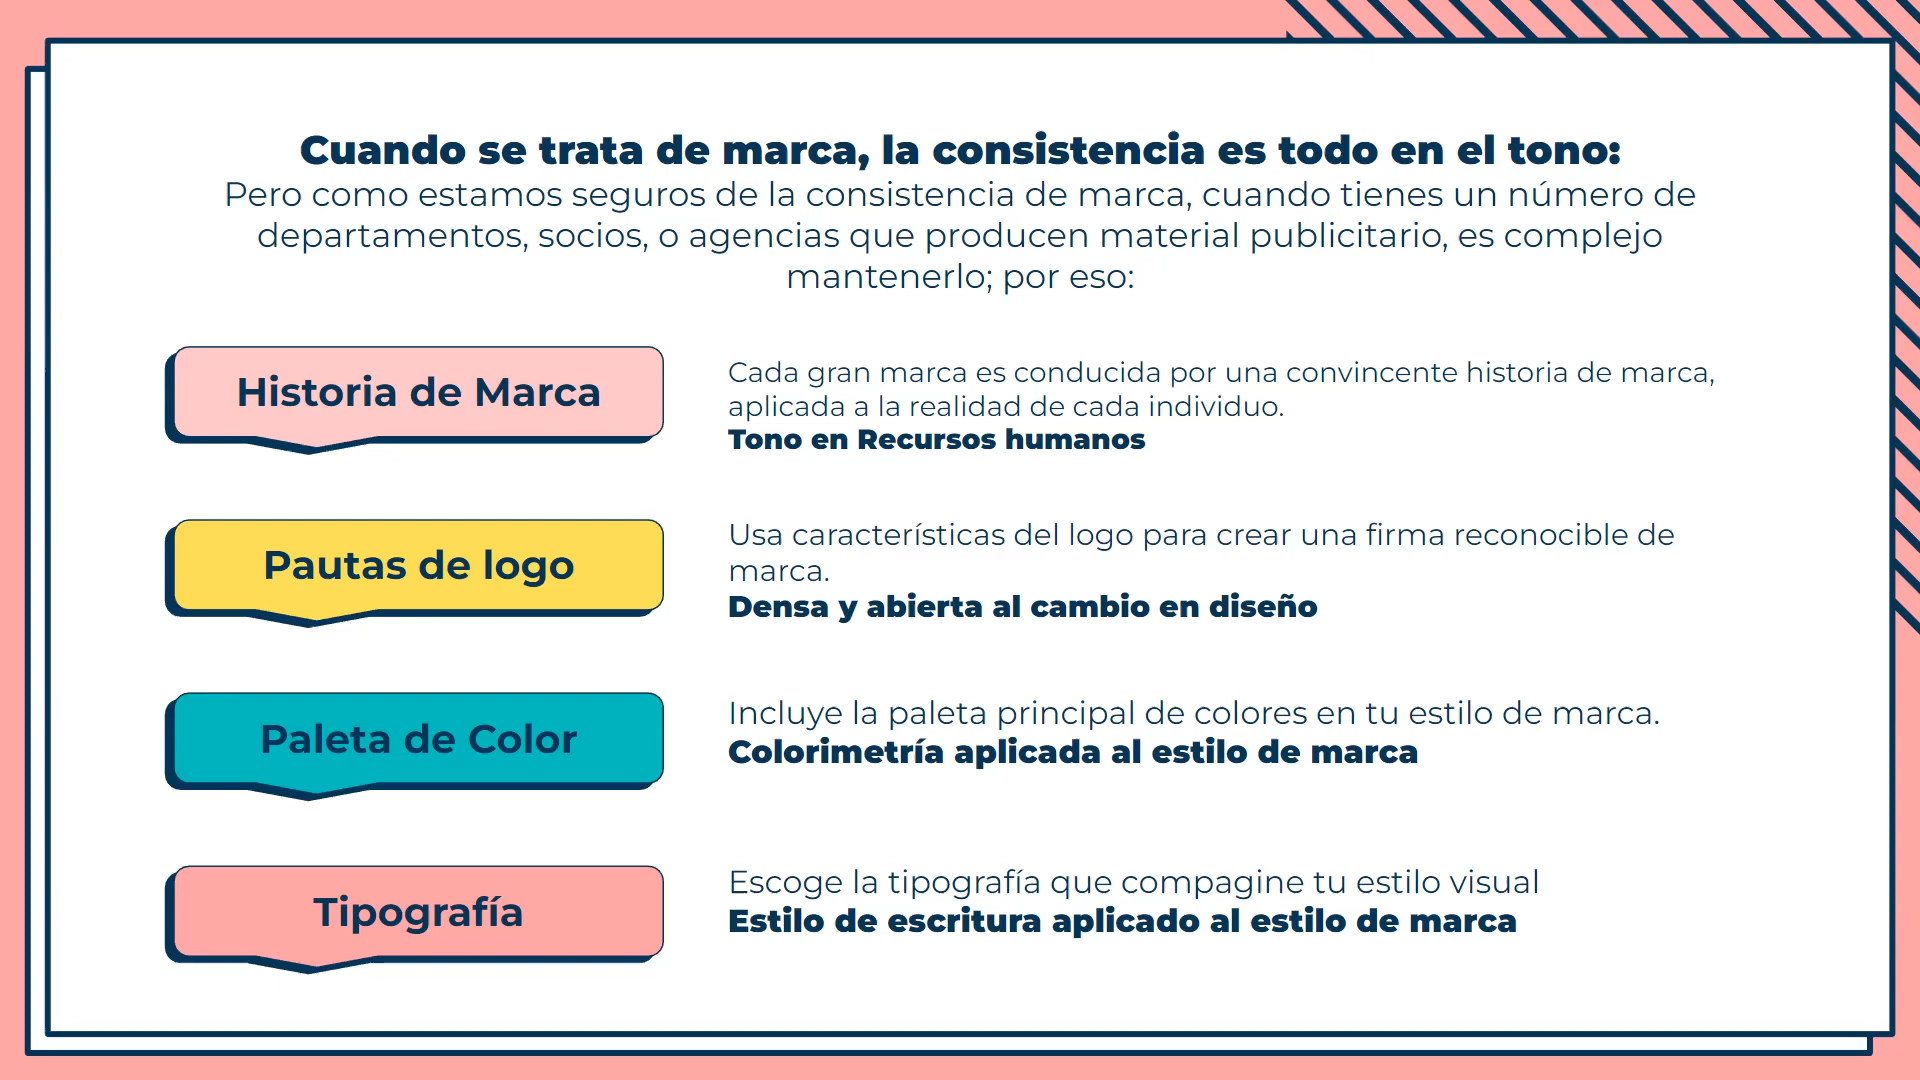 Cuando se trata de marca, la consistencia es todo en el tono:
Pero como estamos seguros de la consistencia de marca, cuando tienes un número de
departamentos, socios, o agencias que producen material publicitario, es complejo
mantenerlo; por eso:
Historia de Marca
Cada gran marca es conducida por una convincente historia de marca,
aplicada a la realidad de cada individuo.
Tono en Recursos humanos
Pautas de logo
Usa características del logo para crear una firma reconocible de
marca.
Densa y abierta al cambio en diseño
Paleta de Color
Incluye la paleta principal de colores en tu estilo de marca.
Colorimetría aplicada al estilo de marca
Tipografía
Escoge la tipografía que compagine tu estilo visual
Estilo de escritura aplicado al estilo de marca